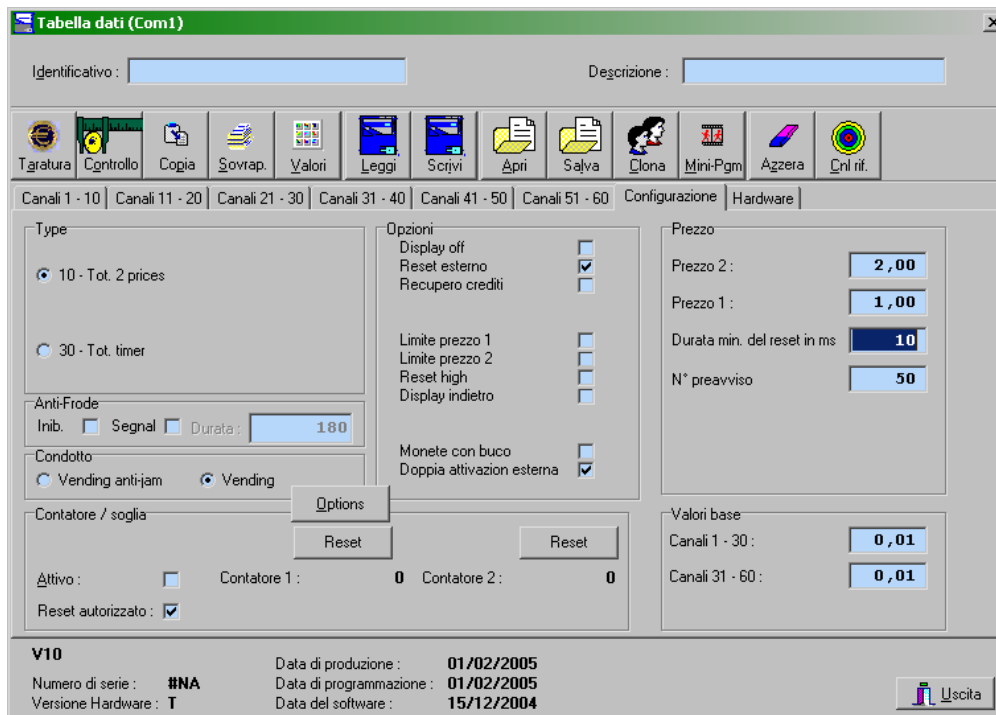 Tabella dati (Com1)
Identificativo :
Descrizione :
Taratura Controllo Copia Sovrap. Valori Leggi Scrivi Apri Salva Clona Mini-Pgm Azzera Cnl rif.
Canali 1 - 10 Canali 11 - 20 Canali 21 - 30 Canali 31 - 40 Canali 41 - 50 Canali 51 - 60 Configurazione Hardware
Type
10 - Tot. 2 prices
30 - Tot. timer
Anti-Frode
Inib. Segnal Durata : 180
Condotto
Vending anti-jam Vending
Opzioni
Display off
Reset esterno
Recupero crediti
Limite prezzo 1
Limite prezzo 2
Reset high
Display indietro
Monete con buco
Doppia attivazion esterna
Prezzo
Prezzo 2 : 2,00
Prezzo 1 : 1,00
Durata min. del reset in ms 10
N° preavviso 50
Options
Contatore / soglia
Reset Reset
Attivo : Contatore 1 : 0 Contatore 2 : 0
Reset autorizzato :
Valori base
Canali 1 - 30 : 0,01
Canali 31 - 60 : 0,01
V10
Numero di serie : #NA
Versione Hardware : T
Data di produzione : 01/02/2005
Data di programmazione : 01/02/2005
Data del software : 15/12/2004
Uscita